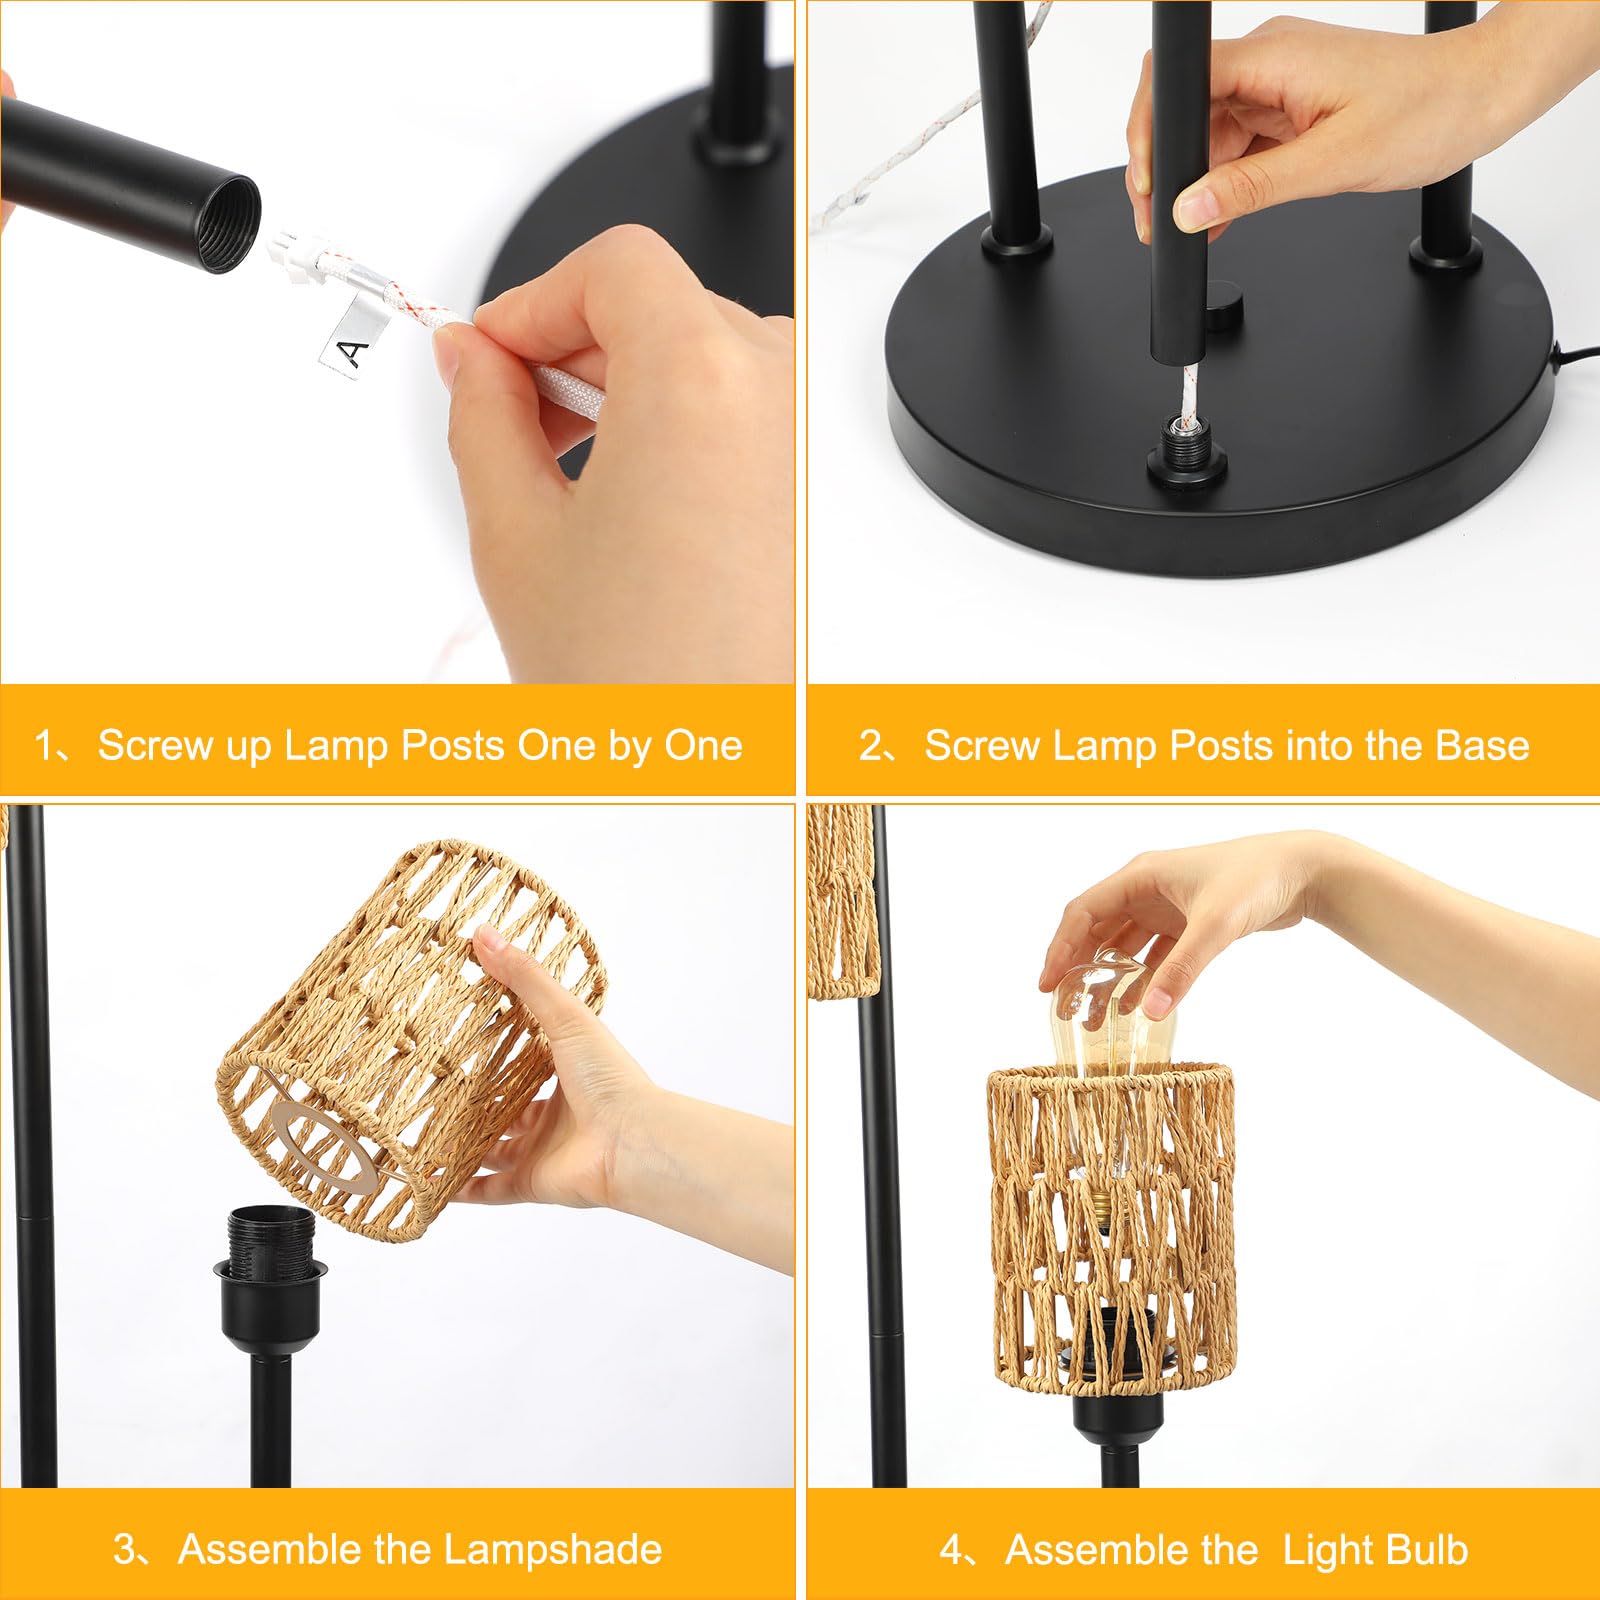 A
1、Screw up Lamp Posts One by One
2、Screw Lamp Posts into the Base
3、Assemble the Lampshade
4、Assemble the  Light Bulb